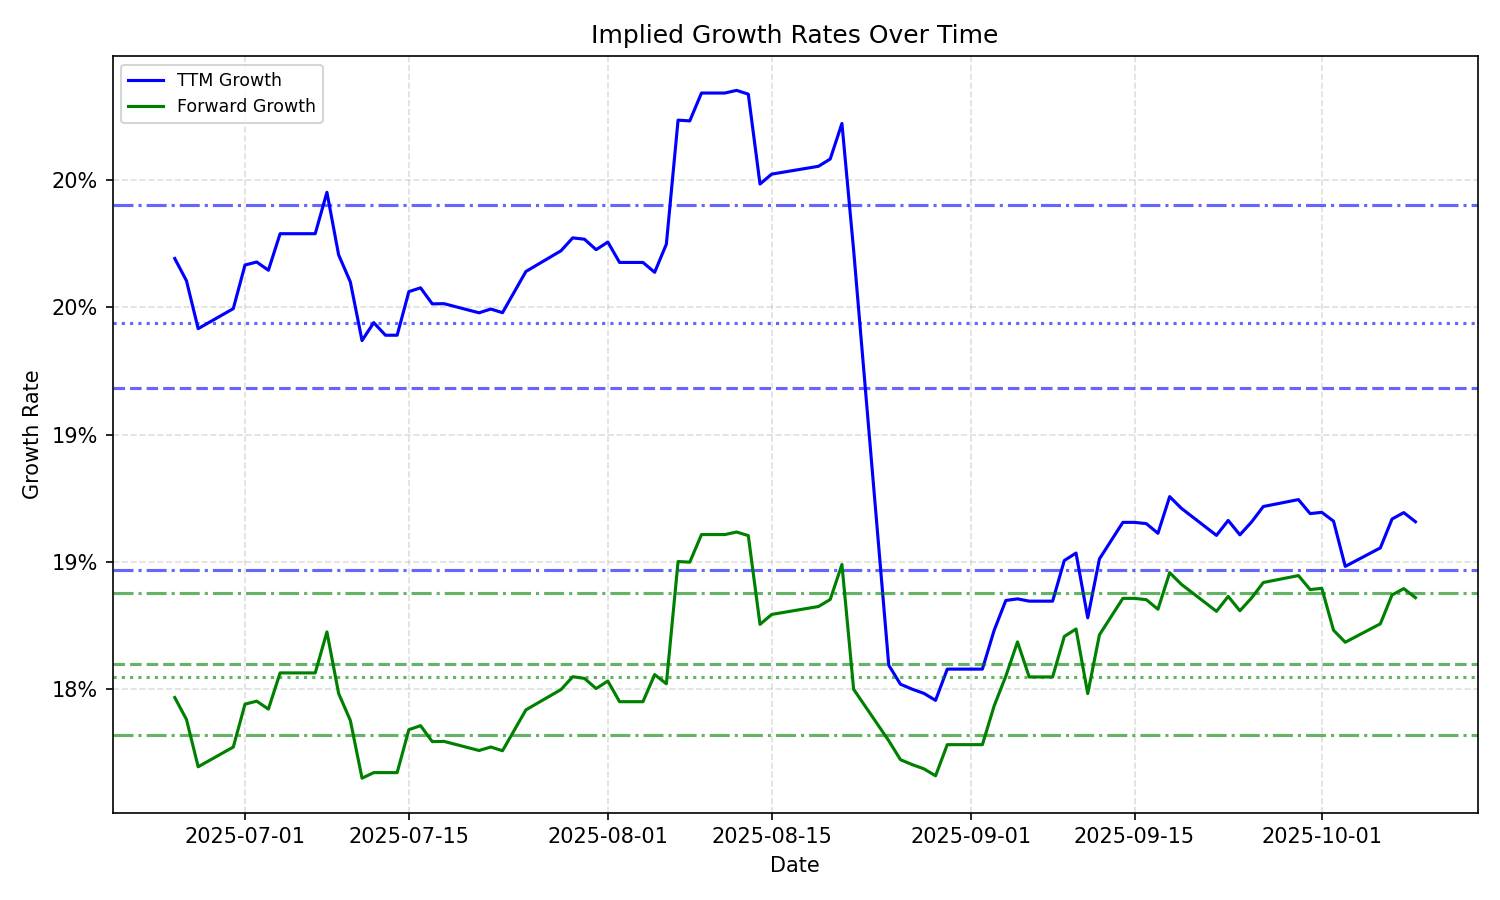 Implied Growth Rates Over Time
TTM Growth
Forward Growth
20%
20%
19%
19%
18%
Growth Rate
2025-07-01
2025-07-15
2025-08-01
2025-08-15
2025-09-01
2025-09-15
2025-10-01
Date